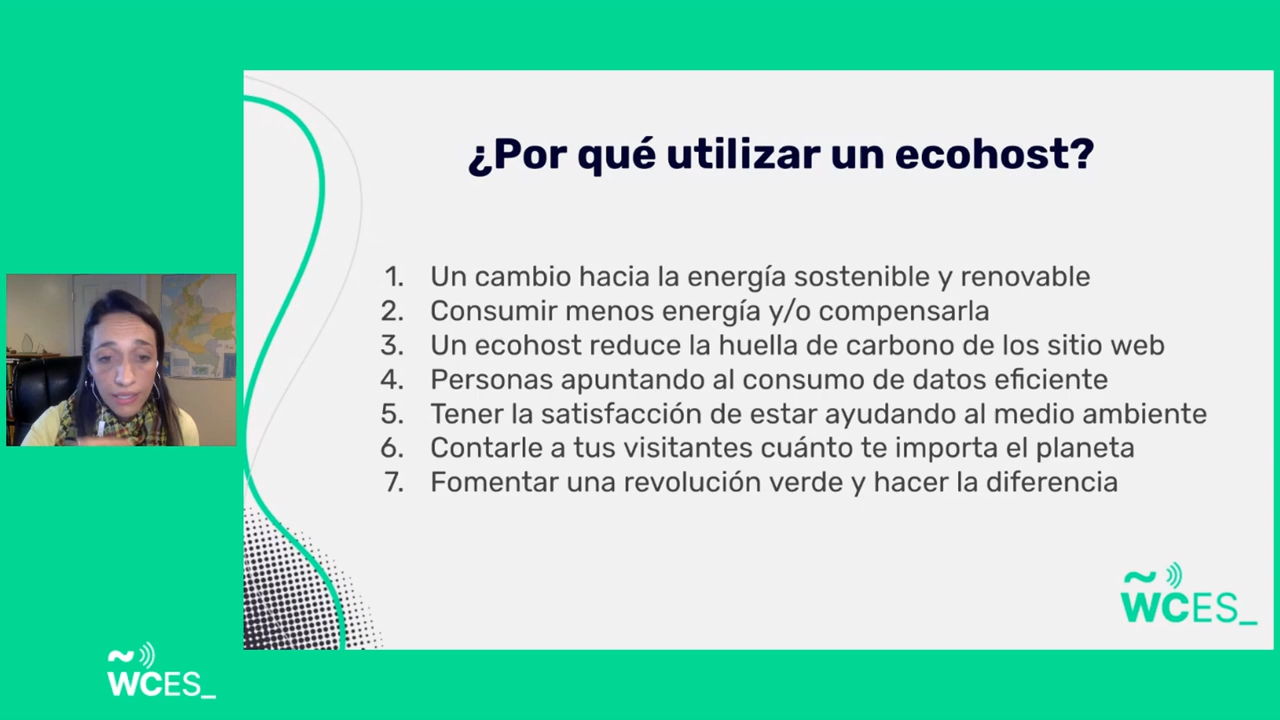 ¿Por qué utilizar un ecohost?
1. Un cambio hacia la energía sostenible y renovable
2. Consumir menos energía y/o compensarla
3. Un ecohost reduce la huella de carbono de los sitio web
4. Personas apuntando al consumo de datos eficiente
5. Tener la satisfacción de estar ayudando al medio ambiente
6. Contarle a tus visitantes cuánto te importa el planeta
7. Fomentar una revolución verde y hacer la diferencia
WCES_
WCES_